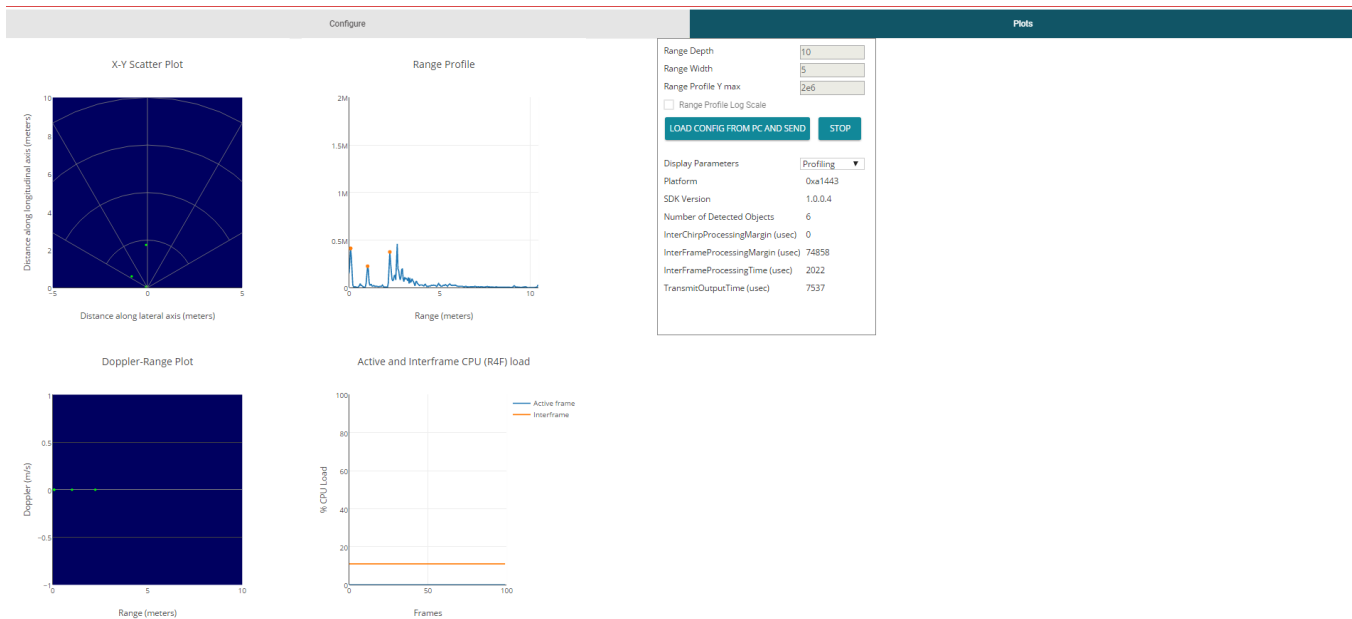 Configure
Plots
X-Y Scatter Plot
10
8
6
4
2
0
−5
0
5
Distance along longitudinal axis (meters)
Distance along lateral axis (meters)
Range Profile
2M
1.5M
1M
0.5M
0
0
5
10
Range (meters)
Range Depth 10
Range Width 5
Range Profile Y max 2e6
Range Profile Log Scale
LOAD CONFIG FROM PC AND SEND STOP
Display Parameters Profiling
Platform 0xa1443
SDK Version 1.0.0.4
Number of Detected Objects 6
InterChirpProcessingMargin (usec) 0
InterFrameProcessingMargin (usec) 74858
InterFrameProcessingTime (usec) 2022
TransmitOutputTime (usec) 7537
Doppler-Range Plot
1
0.5
0
−0.5
−1
0
5
10
Doppler (m/s)
Range (meters)
Active and Interframe CPU (R4F) load
100
80
60
40
20
0
0
50
100
% CPU Load
Frames
Active frame
Interframe